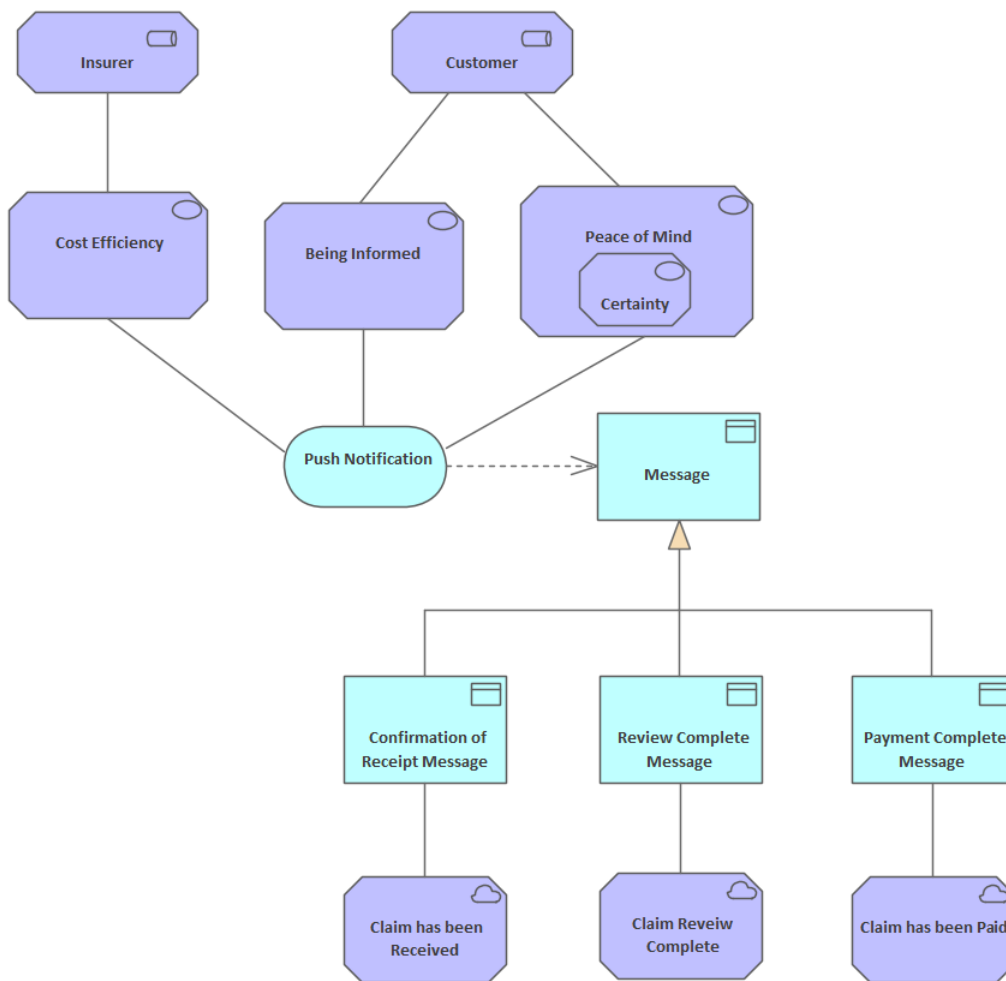 Insurer
Customer
Cost Efficiency
Being Informed
Peace of Mind
Certainty
Push Notification
Message
Confirmation of
Receipt Message
Review Complete
Message
Payment Complete
Message
Claim has been
Received
Claim Reveiw
Complete
Claim has been Paid